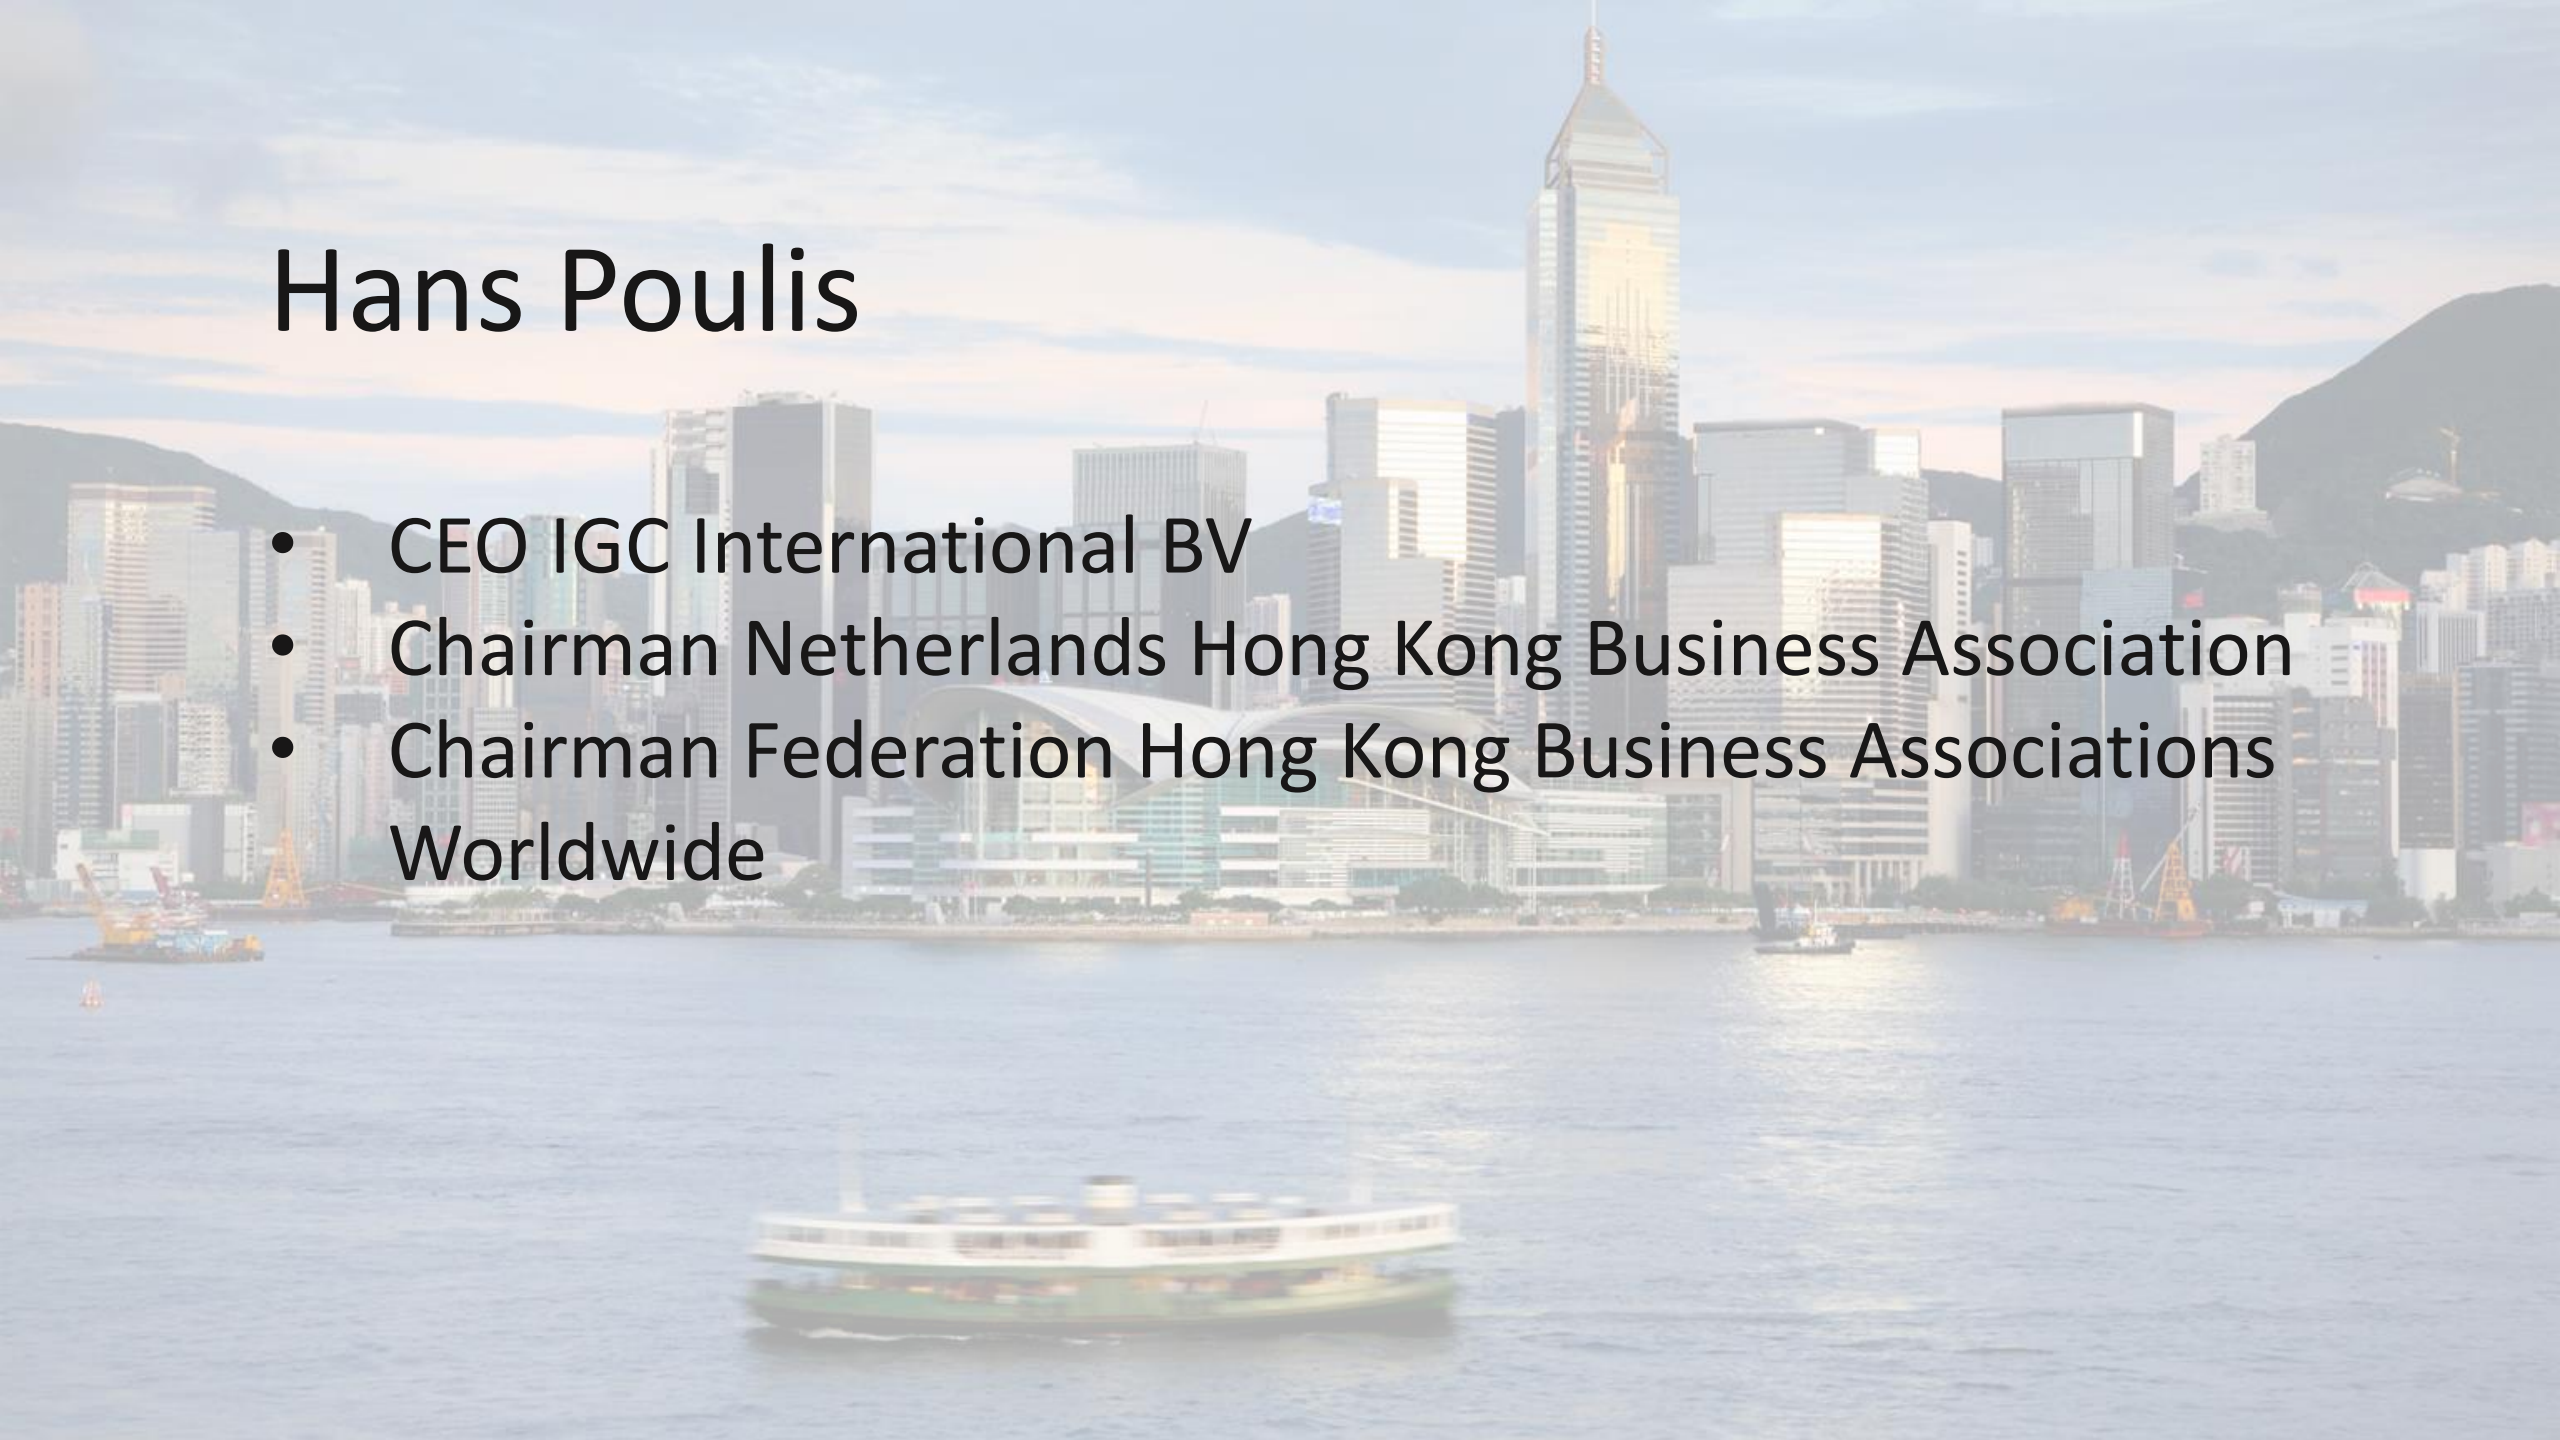 Hans Poulis
• CEO IGC International BV
• Chairman Netherlands Hong Kong Business Association
• Chairman Federation Hong Kong Business Associations
Worldwide